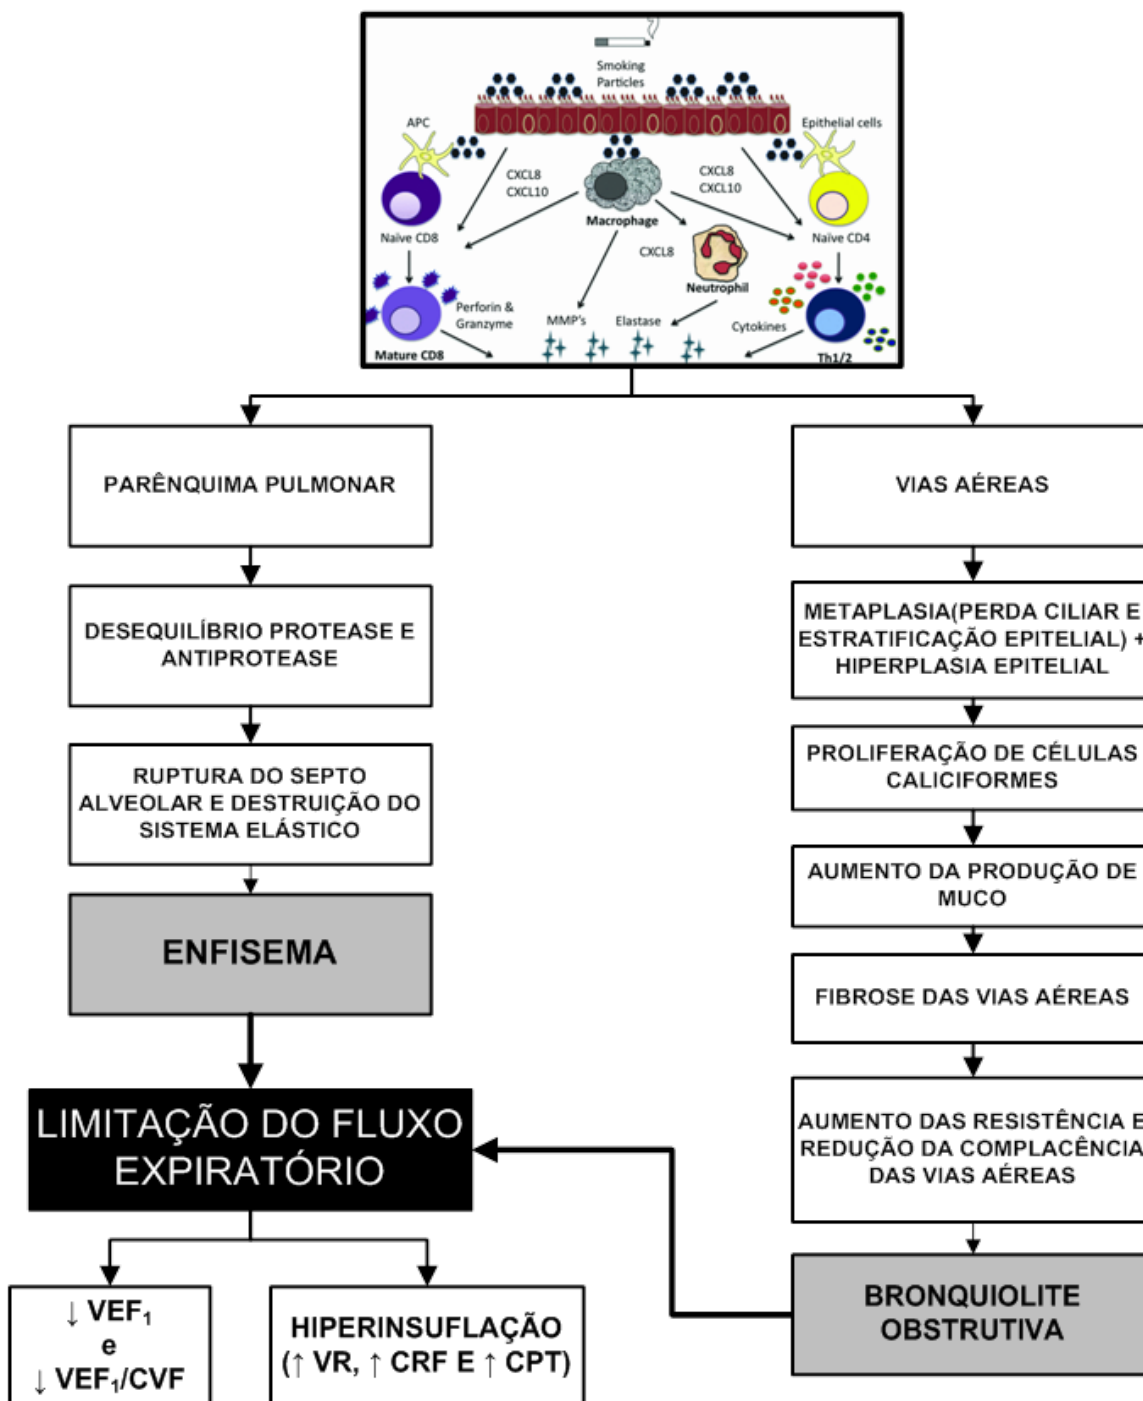 Smoking
Particles
APC
Epithelial cells
CXCL8
CXCL10
CXCL8
CXCL10
Macrophage
Naïve CD8
CXCL8
Naïve CD4
Neutrophil
Perforin &
Granzyme
MMP's
Elastase
Cytokines
Mature CD8
Th1/2
PARÊNQUIMA PULMONAR
DESEQUILÍBRIO PROTEASE E
ANTIPROTEASE
RUPTURA DO SEPTO
ALVEOLAR E DESTRUIÇÃO DO
SISTEMA ELÁSTICO
ENFISEMA
VIAS AÉREAS
METAPLASIA(PERDA CILIAR E
ESTRATIFICAÇÃO EPITELIAL) +
HIPERPLASIA EPITELIAL
PROLIFERAÇÃO DE CÉLULAS
CALICIFORMES
AUMENTO DA PRODUÇÃO DE
MUCO
FIBROSE DAS VIAS AÉREAS
AUMENTO DAS RESISTÊNCIA E
REDUÇÃO DA COMPLACÊNCIA
DAS VIAS AÉREAS
BRONQUIOLITE
OBSTRUTIVA
LIMITAÇÃO DO FLUXO
EXPIRATÓRIO
↓ VEF₁
e
↓ VEF₁/CVF
HIPERINSUFLAÇÃO
(↑ VR, ↑ CRF E ↑ CPT)